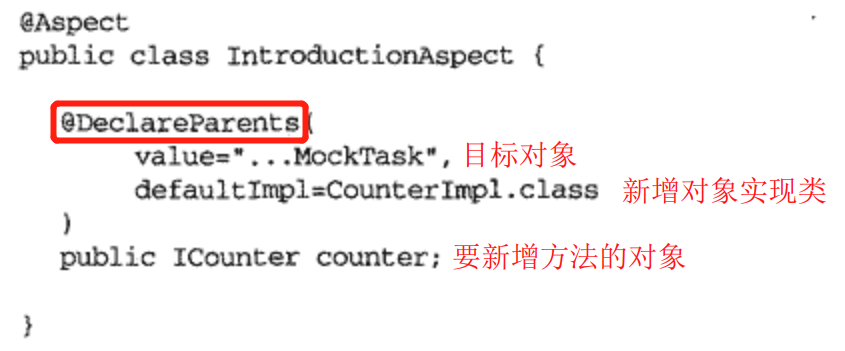 @Aspect
public class IntroductionAspect {
@DeclareParents(
value="...MockTask", 目标对象
defaultImpl=CounterImpl.class 新增对象实现类
)
public ICounter counter; 要新增方法的对象
}